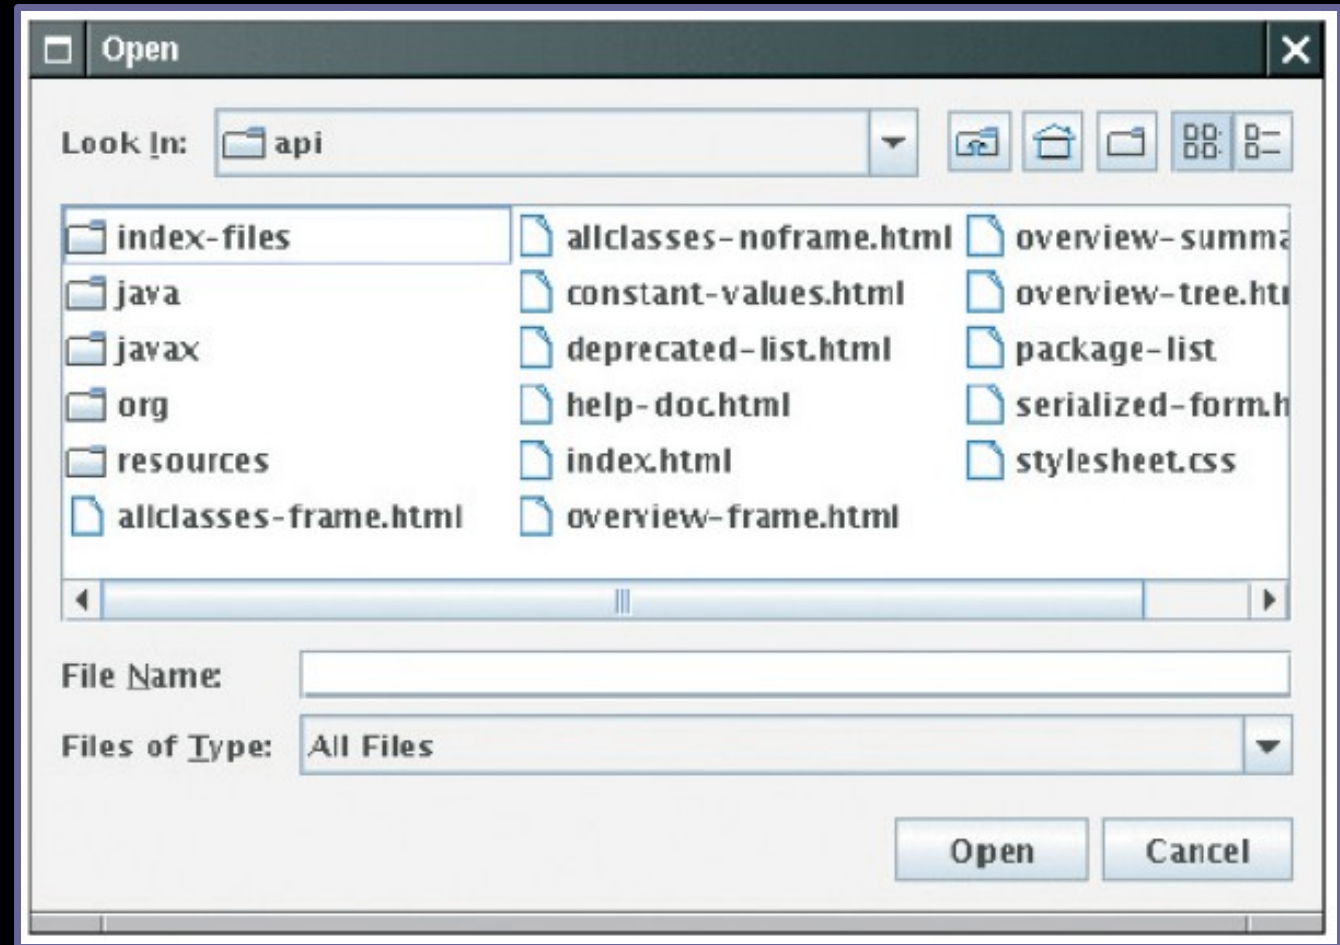 Open
Look In: api
index-files allclasses-noframe.html overview-summa
java constant-values.html overview-tree.htm
javax deprecated-list.html package-list
org help-doc.html serialized-form.h
resources index.html stylesheet.css
allclasses-frame.html overview-frame.html
File Name:
Files of Type: All Files
Open Cancel